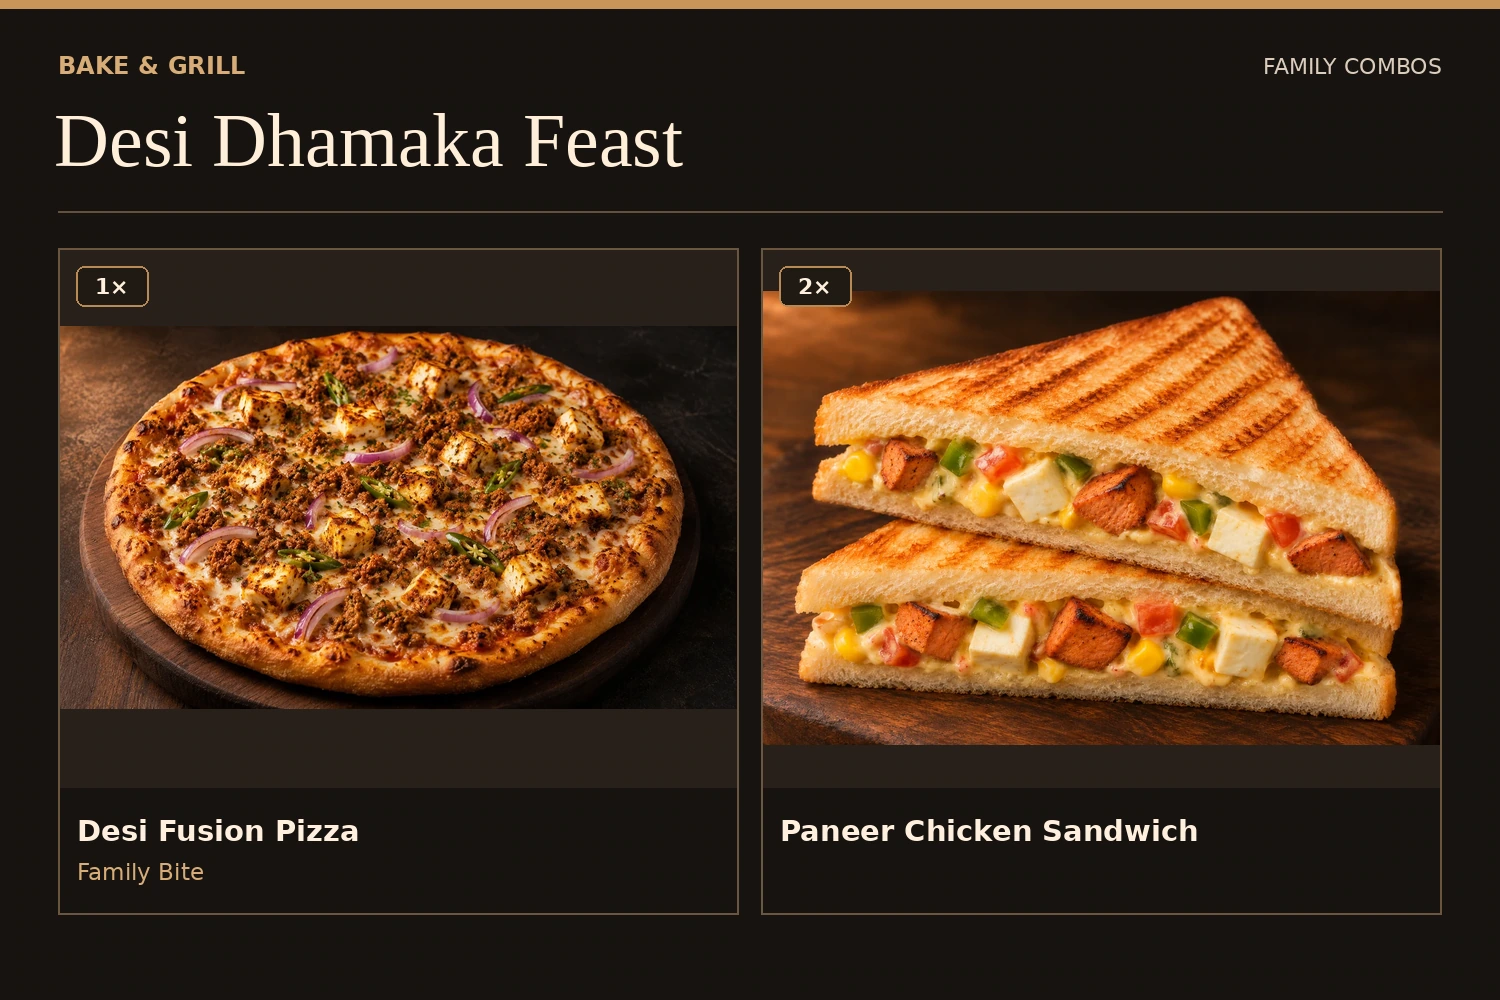 BAKE & GRILL
FAMILY COMBOS
Desi Dhamaka Feast
1×
2×
Desi Fusion Pizza
Family Bite
Paneer Chicken Sandwich